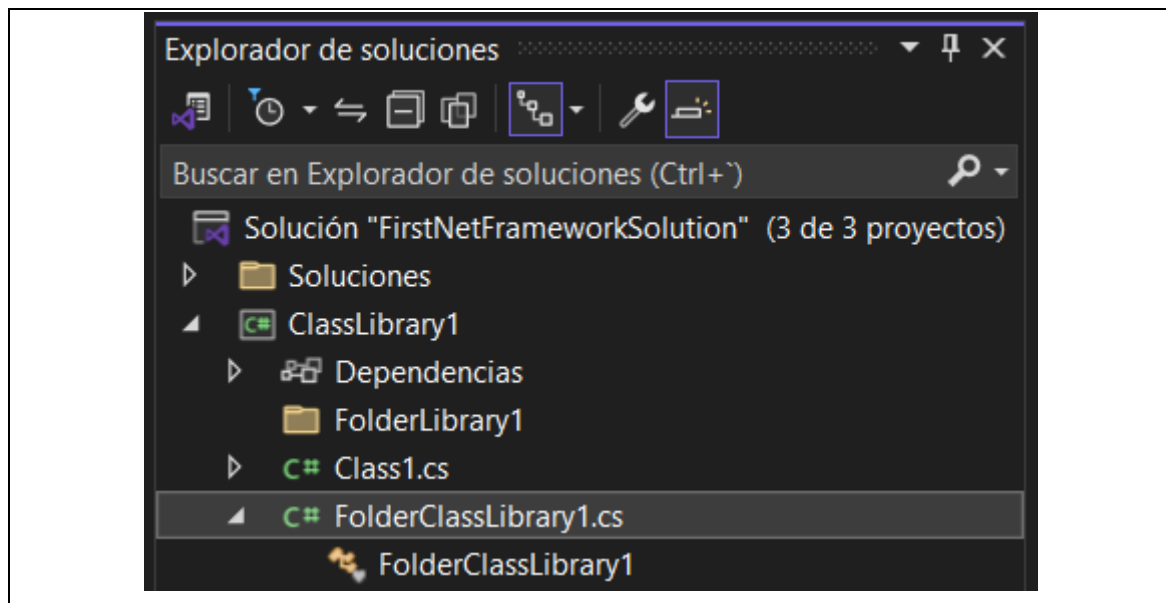 Explorador de soluciones
Buscar en Explorador de soluciones (Ctrl+`)
Solución "FirstNetFrameworkSolution" (3 de 3 proyectos)
Soluciones
C# ClassLibrary1
Dependencias
FolderLibrary1
C# Class1.cs
C# FolderClassLibrary1.cs
FolderClassLibrary1